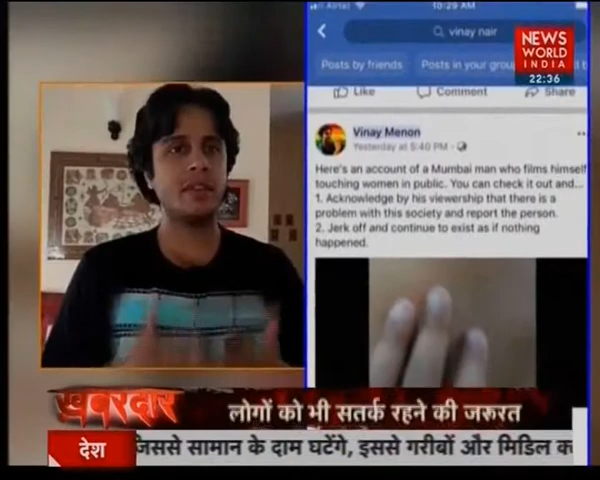 Airtel 10:29 AM
vinay nair
NEWS
WORLD
INDIA
22:36
Posts by friends Posts in your group
Like Comment Share
Vinay Menon
Yesterday at 5:40 PM
Here's an account of a Mumbai man who films himself
touching women in public. You can check it out and...
1. Acknowledge by his viewership that there is a
problem with this society and report the person.
2. Jerk off and continue to exist as if nothing
happened.
ख़बरदार
लोगों को भी सतर्क रहने की जरूरत
देश
जिससे सामान के दाम घटेंगे, इससे गरीबों और मिडिल